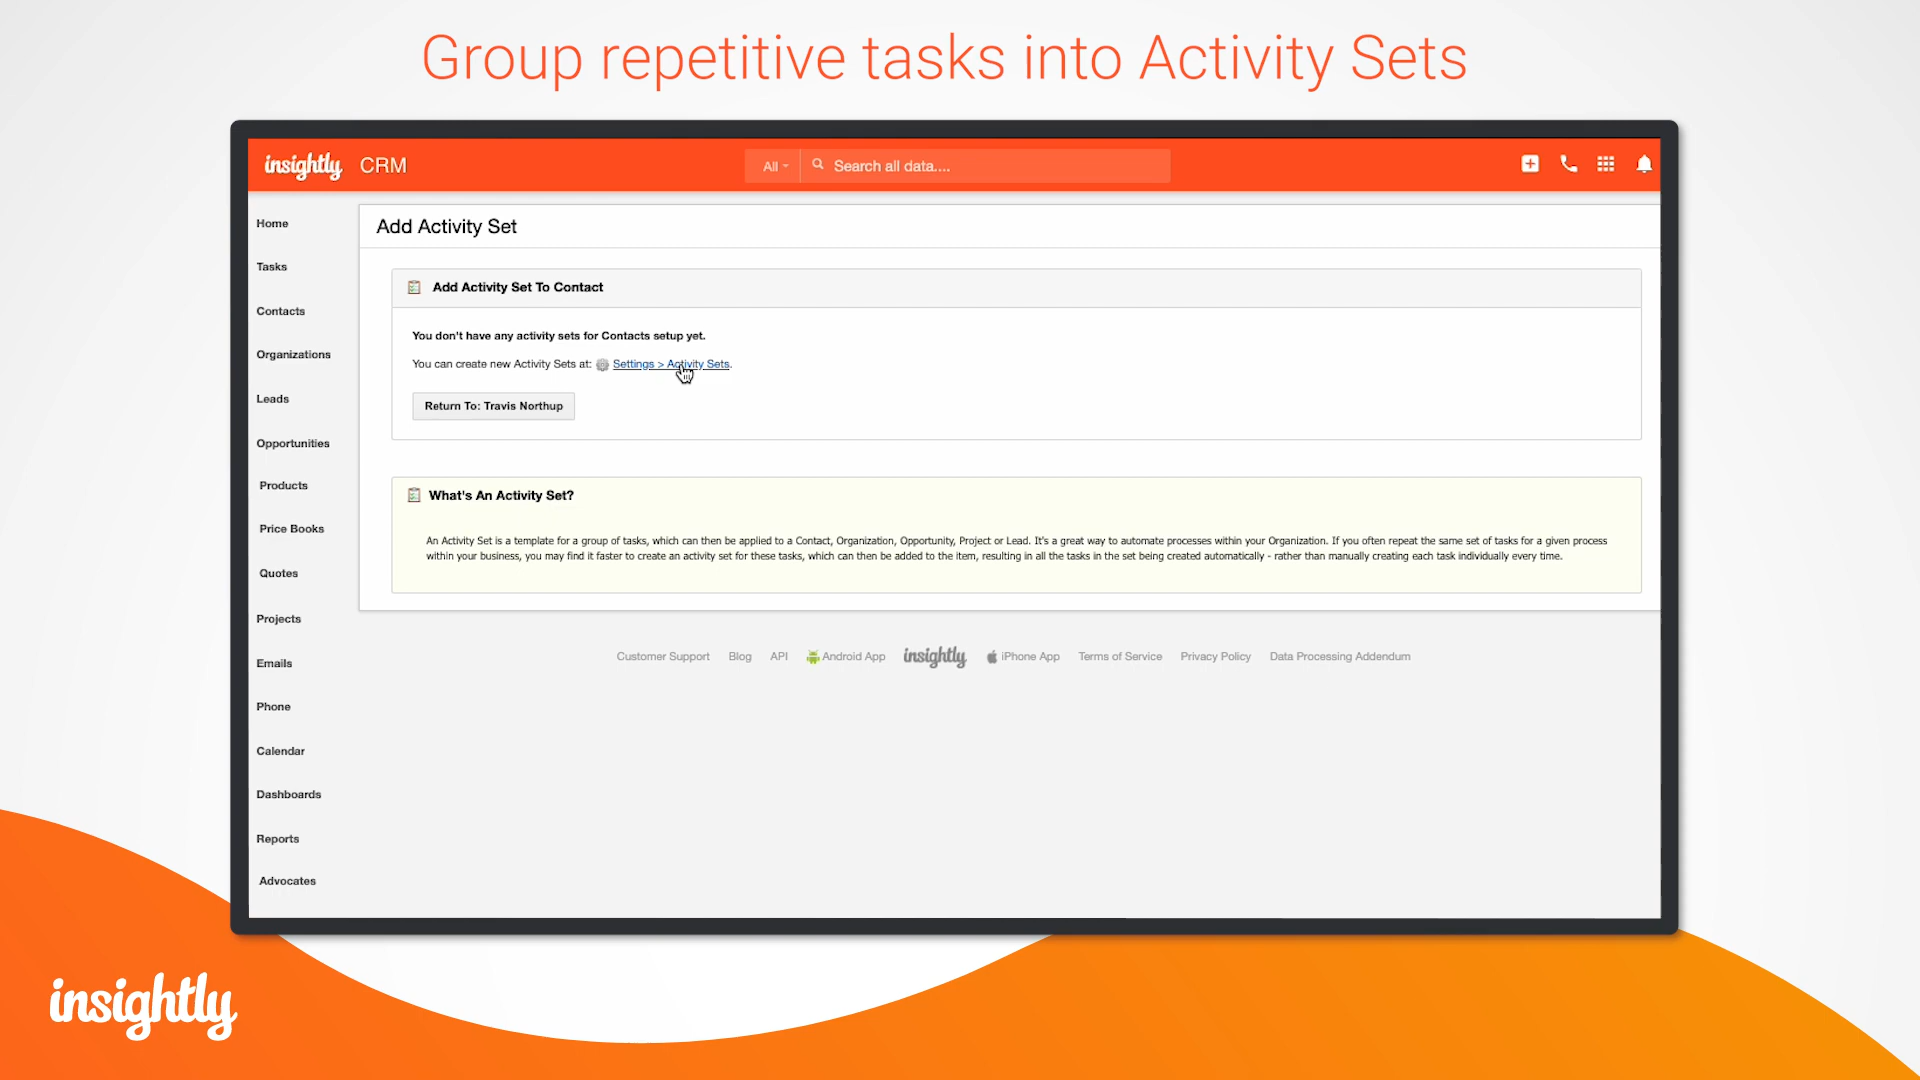 Group repetitive tasks into Activity Sets
insightly CRM
All
Search all data....
Home
Tasks
Contacts
Organizations
Leads
Opportunities
Products
Price Books
Quotes
Projects
Emails
Phone
Calendar
Dashboards
Reports
Advocates
Add Activity Set
Add Activity Set To Contact
You don't have any activity sets for Contacts setup yet.
You can create new Activity Sets at: Settings > Activity Sets.
Return To: Travis Northup
What's An Activity Set?
An Activity Set is a template for a group of tasks, which can then be applied to a Contact, Organization, Opportunity, Project or Lead. It's a great way to automate processes within your Organization. If you often repeat the same set of tasks for a given process
within your business, you may find it faster to create an activity set for these tasks, which can then be added to the item, resulting in all the tasks in the set being created automatically - rather than manually creating each task individually every time.
Customer Support Blog API Android App insightly iPhone App Terms of Service Privacy Policy Data Processing Addendum
insightly